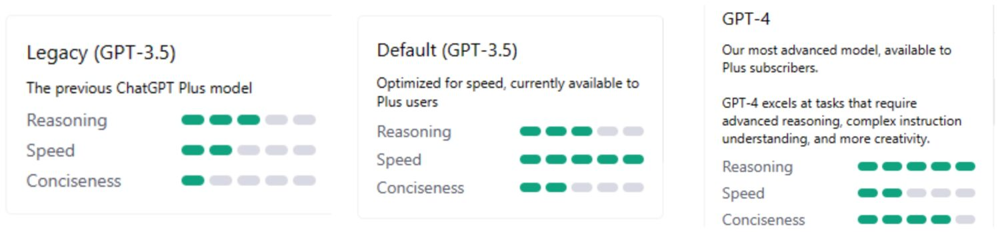 Legacy (GPT-3.5)
The previous ChatGPT Plus model
Reasoning
Speed
Conciseness
Default (GPT-3.5)
Optimized for speed, currently available to
Plus users
Reasoning
Speed
Conciseness
GPT-4
Our most advanced model, available to
Plus subscribers.
GPT-4 excels at tasks that require
advanced reasoning, complex instruction
understanding, and more creativity.
Reasoning
Speed
Conciseness